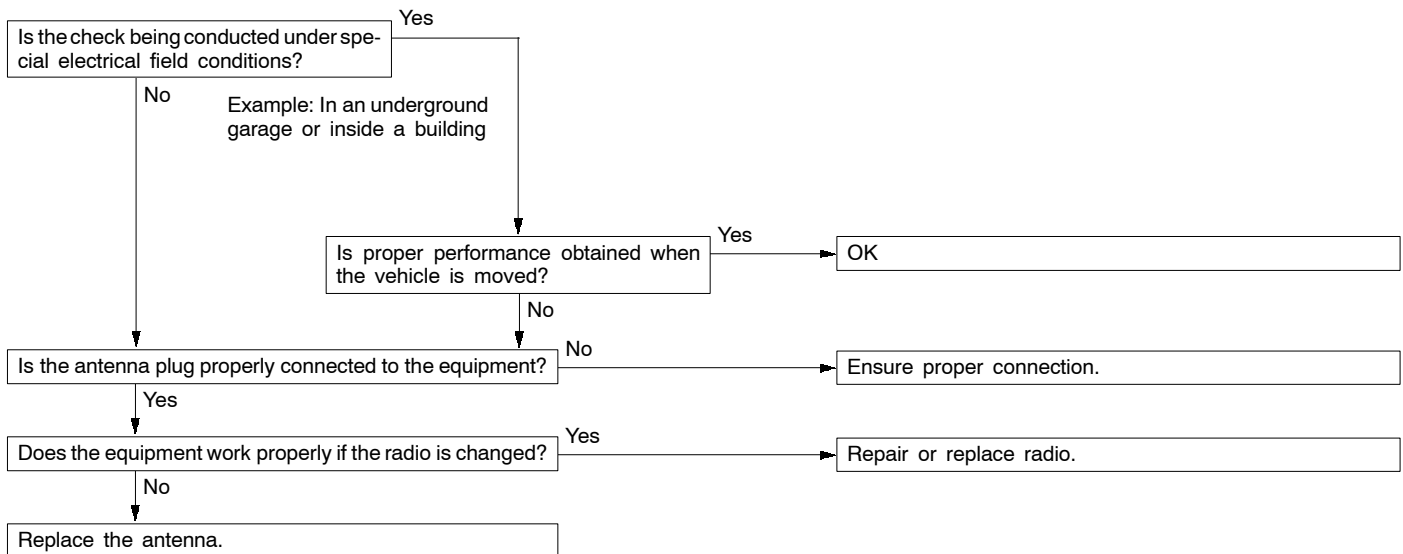 Yes
Is the check being conducted under spe-
cial electrical field conditions?
No
Example: In an underground
garage or inside a building
Yes
Is proper performance obtained when
the vehicle is moved?
OK
No
Is the antenna plug properly connected to the equipment?
No
Ensure proper connection.
Yes
Does the equipment work properly if the radio is changed?
Yes
Repair or replace radio.
No
Replace the antenna.